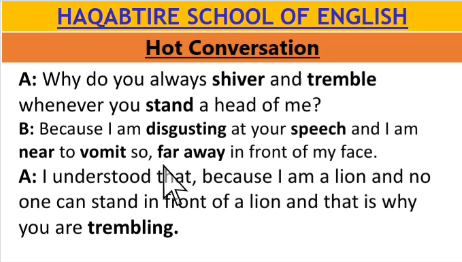 HAQABTIRE SCHOOL OF ENGLISH
Hot Conversation
A: Why do you always shiver and tremble
whenever you stand a head of me?
B: Because I am disgusting at your speech and I am
near to vomit so, far away in front of my face.
A: I understood that, because I am a lion and no
one can stand in front of a lion and that is why
you are trembling.